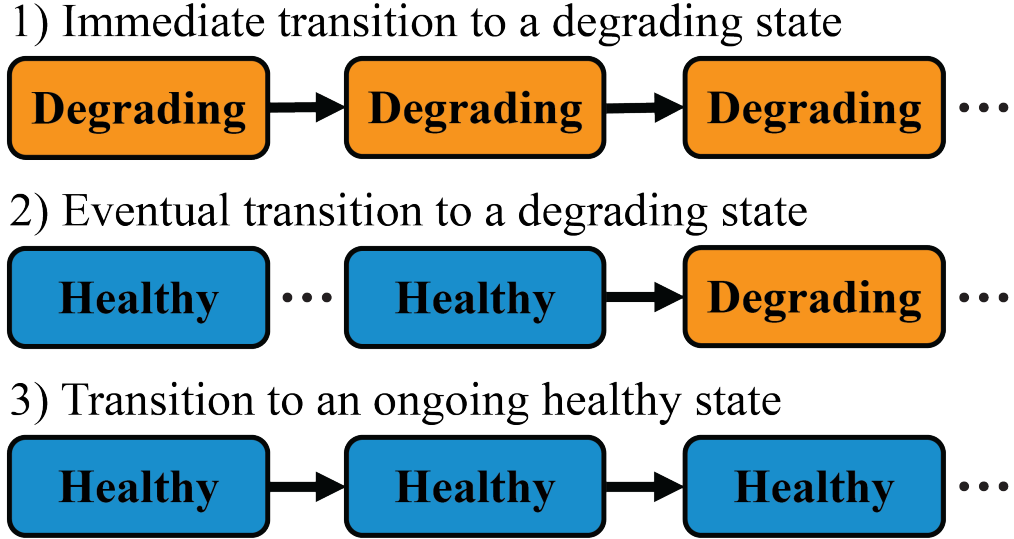 1) Immediate transition to a degrading state
Degrading Degrading Degrading ...
2) Eventual transition to a degrading state
Healthy ... Healthy Degrading ...
3) Transition to an ongoing healthy state
Healthy Healthy Healthy ...